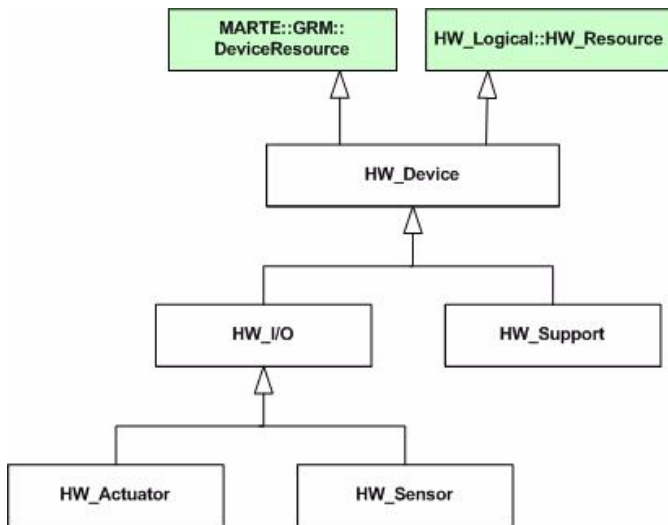 MARTE::GRM::
DeviceResource
HW_Logical::HW_Resource
HW_Device
HW_I/O
HW_Support
HW_Actuator
HW_Sensor